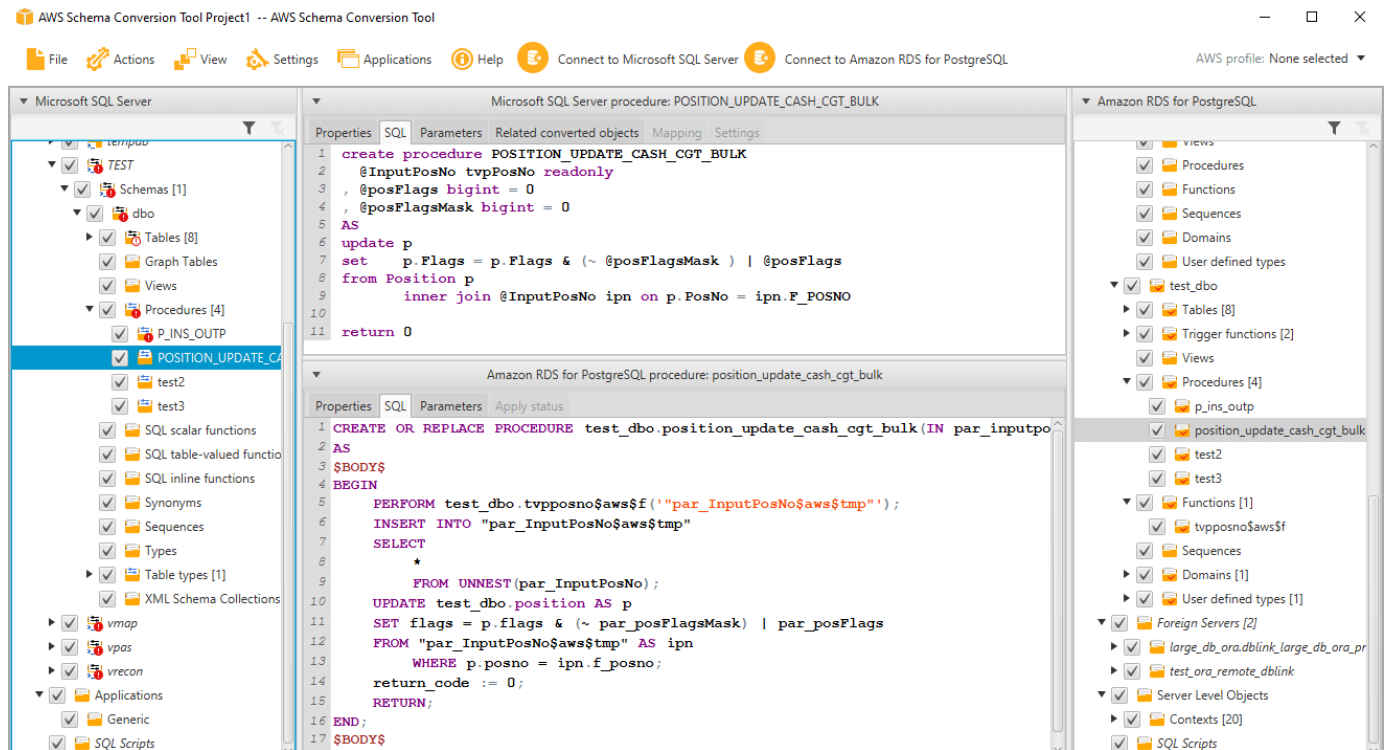 AWS Schema Conversion Tool Project1 -- AWS Schema Conversion Tool
File Actions View Settings Applications Help Connect to Microsoft SQL Server Connect to Amazon RDS for PostgreSQL AWS profile: None selected
Microsoft SQL Server
tempdb
TEST
Schemas [1]
dbo
Tables [8]
Graph Tables
Views
Procedures [4]
P_INS_OUTP
POSITION_UPDATE_CA
test2
test3
SQL scalar functions
SQL table-valued functio
SQL inline functions
Synonyms
Sequences
Types
Table types [1]
XML Schema Collections
vmap
vpas
vrecon
Applications
Generic
SQL Scripts
Microsoft SQL Server procedure: POSITION_UPDATE_CASH_CGT_BULK
Properties SQL Parameters Related converted objects Mapping Settings
1 create procedure POSITION_UPDATE_CASH_CGT_BULK
2 @InputPosNo tvpPosNo readonly
3 , @posFlags bigint = 0
4 , @posFlagsMask bigint = 0
5 AS
6 update p
7 set p.Flags = p.Flags & (~ @posFlagsMask ) | @posFlags
8 from Position p
9 inner join @InputPosNo ipn on p.PosNo = ipn.F_POSNO
10
11 return 0
Amazon RDS for PostgreSQL procedure: position_update_cash_cgt_bulk
Properties SQL Parameters Apply status
1 CREATE OR REPLACE PROCEDURE test_dbo.position_update_cash_cgt_bulk(IN par_inputpo
2 AS
3 $BODY$
4 BEGIN
5 PERFORM test_dbo.tvpposno$aws$f('"par_InputPosNo$aws$tmp"');
6 INSERT INTO "par_InputPosNo$aws$tmp"
7 SELECT
8 *
9 FROM UNNEST(par_InputPosNo);
10 UPDATE test_dbo.position AS p
11 SET flags = p.flags & (~ par_posFlagsMask) | par_posFlags
12 FROM "par_InputPosNo$aws$tmp" AS ipn
13 WHERE p.posno = ipn.f_posno;
14 return_code := 0;
15 RETURN;
16 END;
17 $BODY$
Amazon RDS for PostgreSQL
Views
Procedures
Functions
Sequences
Domains
User defined types
test_dbo
Tables [8]
Trigger functions [2]
Views
Procedures [4]
p_ins_outp
position_update_cash_cgt_bulk
test2
test3
Functions [1]
tvpposno$aws$f
Sequences
Domains [1]
User defined types [1]
Foreign Servers [2]
large_db_ora.dblink_large_db_ora_pr
test_ora_remote_dblink
Server Level Objects
Contexts [20]
SQL Scripts